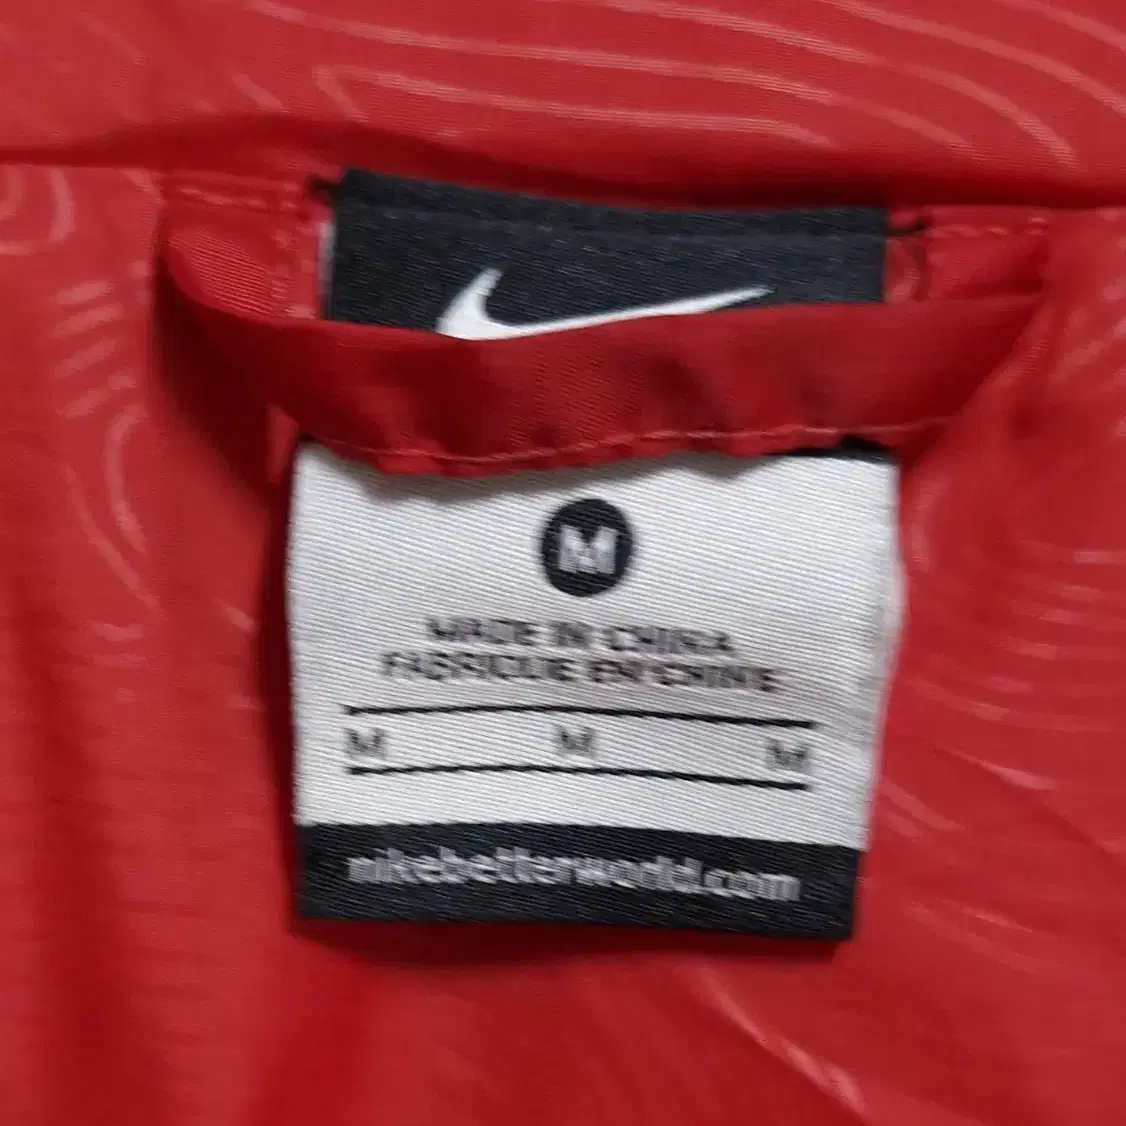 M
MADE IN CHINA
FABRIQUE EN CHINE
M M M
nikebetterworld.com